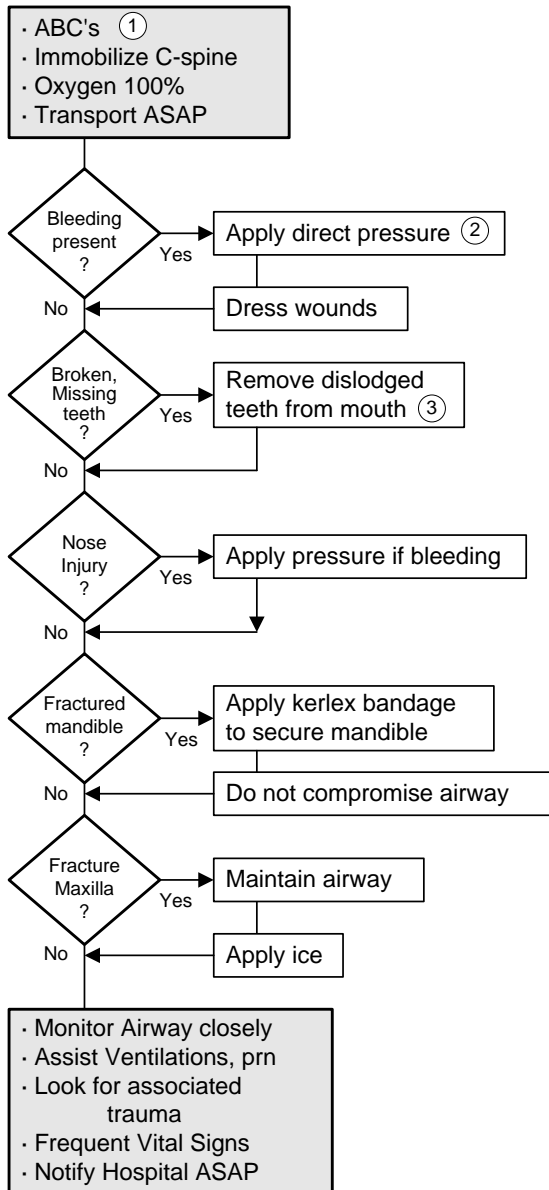 · ABC's ①
· Immobilize C-spine
· Oxygen 100%
· Transport ASAP
Bleeding
present
?
Yes
Apply direct pressure ②
No
Dress wounds
Broken,
Missing
teeth
?
Yes
Remove dislodged
teeth from mouth ③
No
Nose
Injury
?
Yes
Apply pressure if bleeding
No
Fractured
mandible
?
Yes
Apply kerlex bandage
to secure mandible
No
Do not compromise airway
Fracture
Maxilla
?
Yes
Maintain airway
No
Apply ice
· Monitor Airway closely
· Assist Ventilations, prn
· Look for associated
trauma
· Frequent Vital Signs
· Notify Hospital ASAP